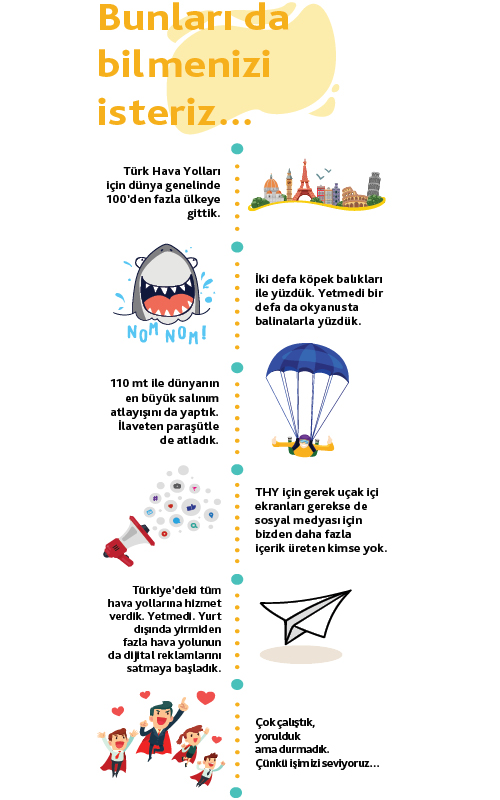 Bunları da
bilmenizi
isteriz...
Türk Hava Yolları
için dünya genelinde
100'den fazla ülkeye
gittik.
NOM NOM!
İki defa köpek balıkları
ile yüzdük. Yetmedi bir
defa da okyanusta
balinalarla yüzdük.
110 mt ile dünyanın
en büyük salınım
atlayışını da yaptık.
İlaveten paraşütle
de atladık.
THY için gerek uçak içi
ekranları gerekse de
sosyal medyası için
bizden daha fazla
içerik üreten kimse yok.
Türkiye'deki tüm
hava yollarına hizmet
verdik. Yetmedi. Yurt
dışında yirmiden
fazla hava yolunun
da dijital reklamlarını
satmaya başladık.
Çok çalıştık,
yorulduk
ama durmadık.
Çünkü işimizi seviyoruz...